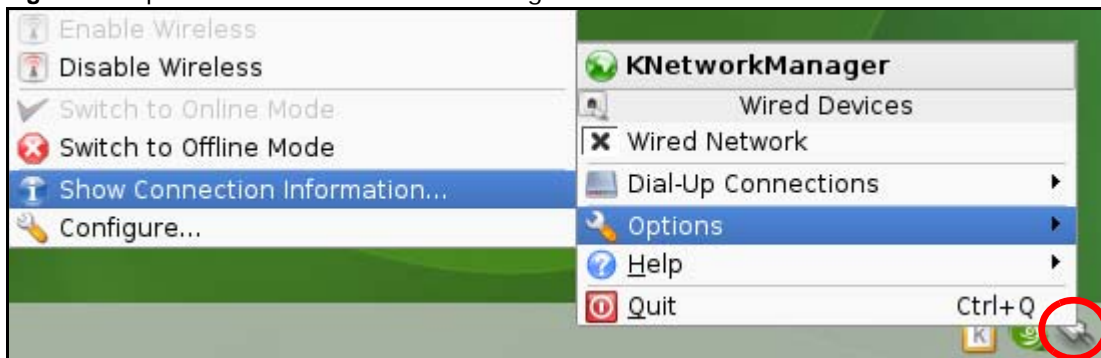 Enable Wireless
Disable Wireless
Switch to Online Mode
Switch to Offline Mode
Show Connection Information...
Configure...
KNetworkManager
Wired Devices
Wired Network
Dial-Up Connections
Options
Help
Quit Ctrl+Q
K